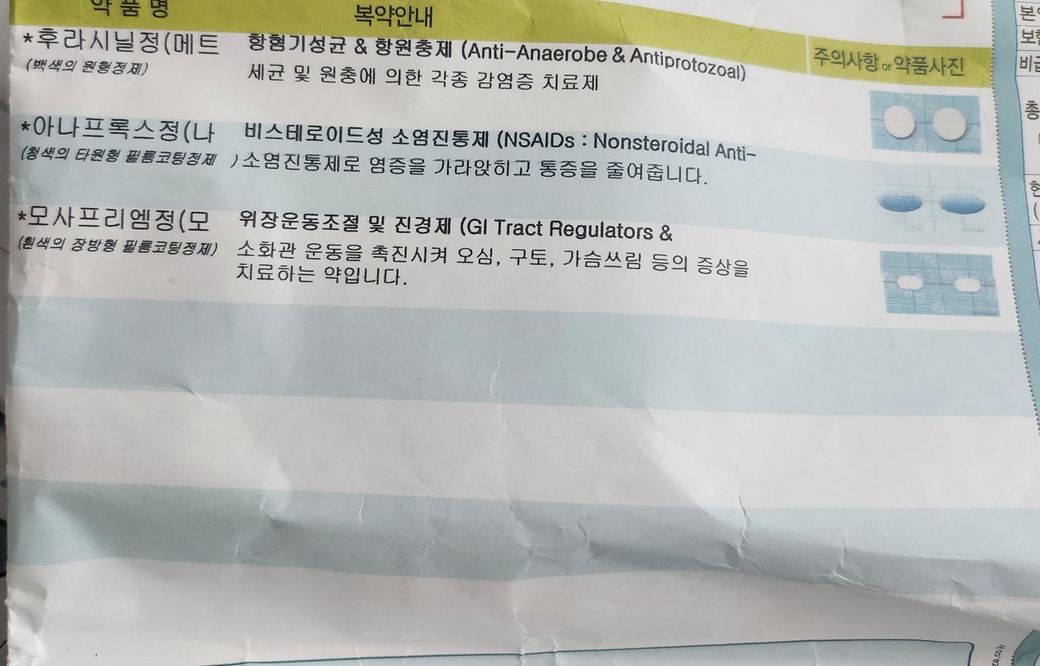 약 품 명 복약안내
주의사항 or 약품사진
*후라시닐정(메트 항혐기성균 & 항원충제 (Anti-Anaerobe & Antiprotozoal)
(백색의 원형정제) 세균 및 원충에 의한 각종 감염증 치료제
*아나프록스정(나 비스테로이드성 소염진통제 (NSAIDs : Nonsteroidal Anti-
(청색의 타원형 필름코팅정제 ) 소염진통제로 염증을 가라앉히고 통증을 줄여줍니다.
*모사프리엠정(모 위장운동조절 및 진경제 (GI Tract Regulators &
(흰색의 장방형 필름코팅정제) 소화관 운동을 촉진시켜 오심, 구토, 가슴쓰림 등의 증상을
치료하는 약입니다.
비급
총